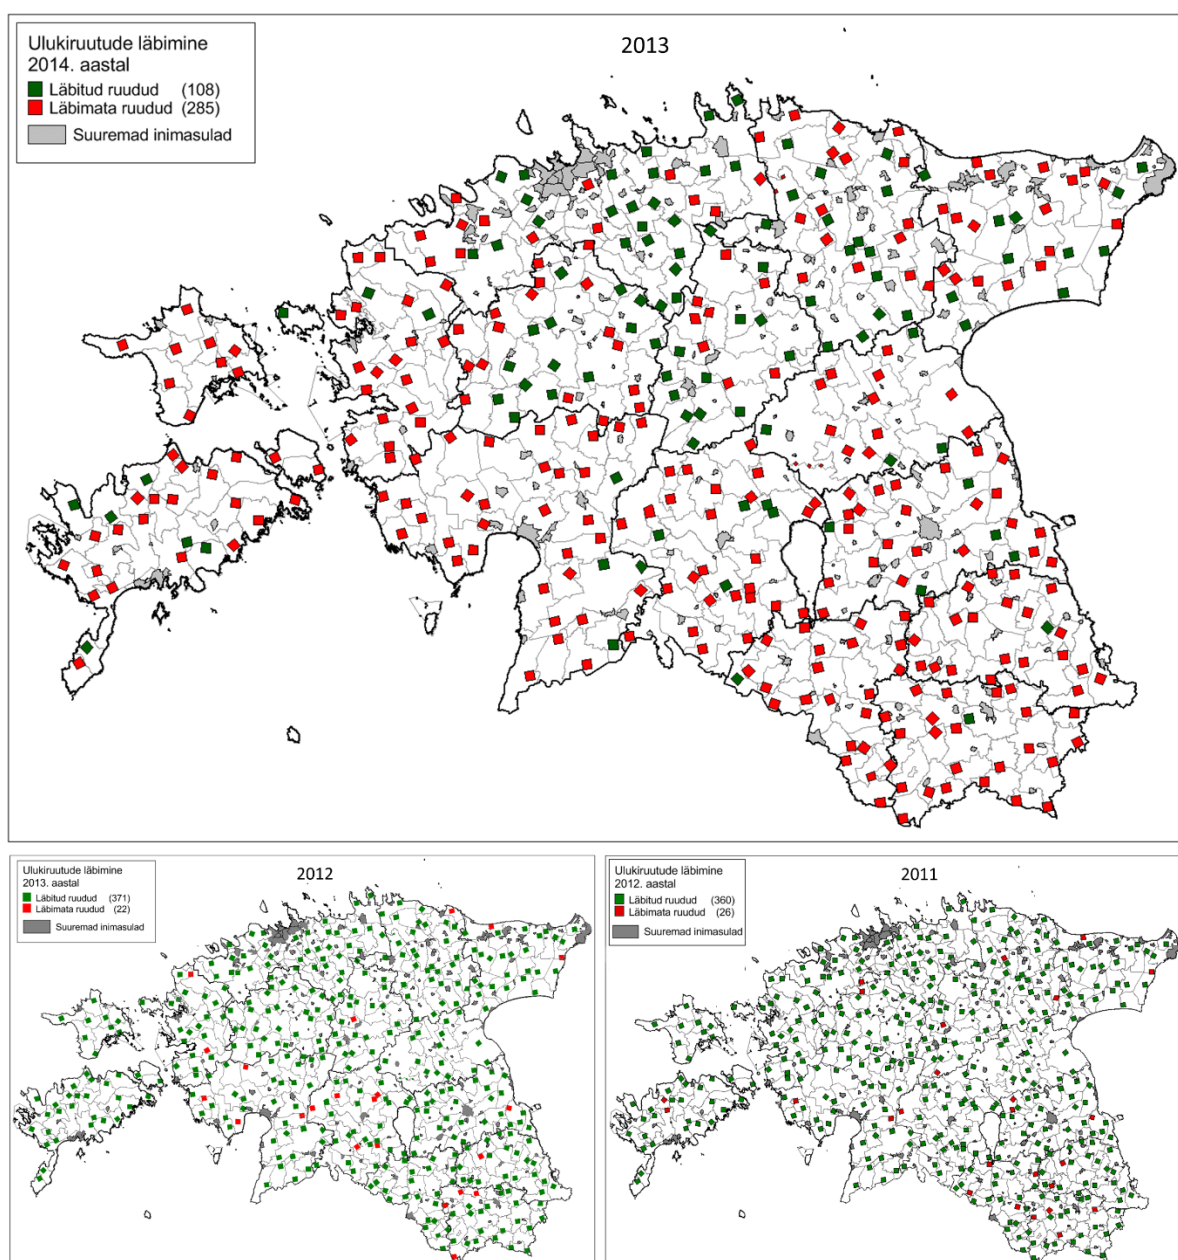 Ulukiruutude läbimine
2014. aastal
Läbitud ruudud (108)
Läbimata ruudud (285)
Suuremad inimasulad
2013
Ulukiruutude läbimine
2013. aastal
Läbitud ruudud (371)
Läbimata ruudud (22)
Suuremad inimasulad
2012
Ulukiruutude läbimine
2012. aastal
Läbitud ruudud (360)
Läbimata ruudud (26)
Suuremad inimasulad
2011